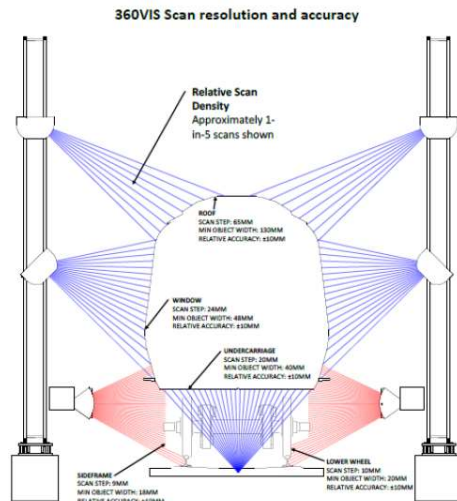 360VIS Scan resolution and accuracy
Relative Scan
Density
Approximately 1-
in-5 scans shown
ROOF
SCAN STEP: 65MM
MIN OBJECT WIDTH: 130MM
RELATIVE ACCURACY: ±10MM
WINDOW
SCAN STEP: 24MM
MIN OBJECT WIDTH: 48MM
RELATIVE ACCURACY: ±10MM
UNDERCARRIAGE
SCAN STEP: 20MM
MIN OBJECT WIDTH: 40MM
RELATIVE ACCURACY: ±10MM
SIDEFRAME
SCAN STEP: 9MM
MIN OBJECT WIDTH: 18MM
RELATIVE ACCURACY: ±10MM
LOWER WHEEL
SCAN STEP: 10MM
MIN OBJECT WIDTH: 20MM
RELATIVE ACCURACY: ±10MM